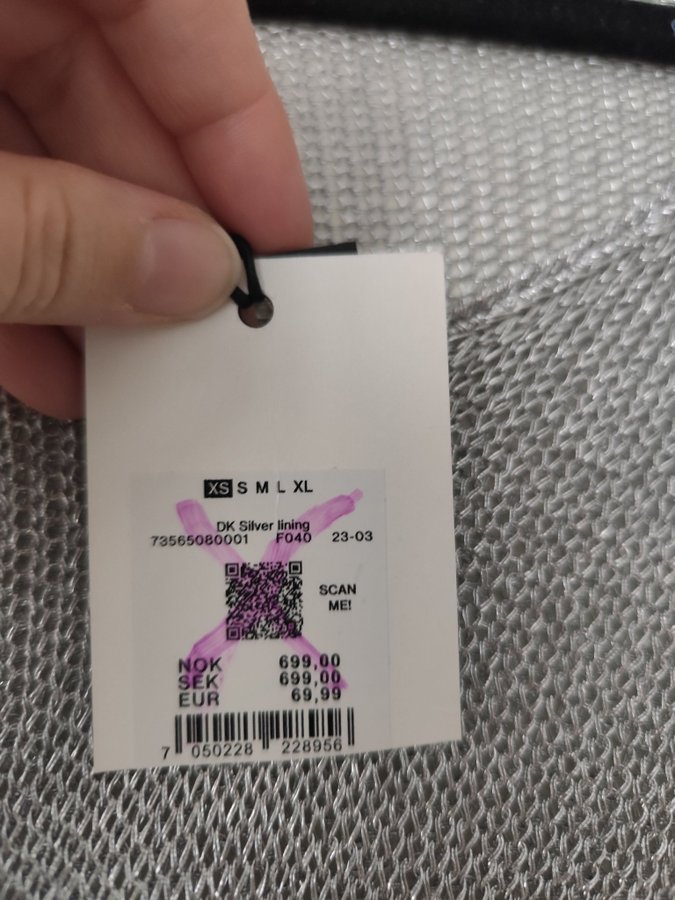 XS S M L XL
DK Silver lining
73565080001 F040 23-03
SCAN
ME!
NOK 699,00
SEK 699,00
EUR 69,99
7 050228 228956